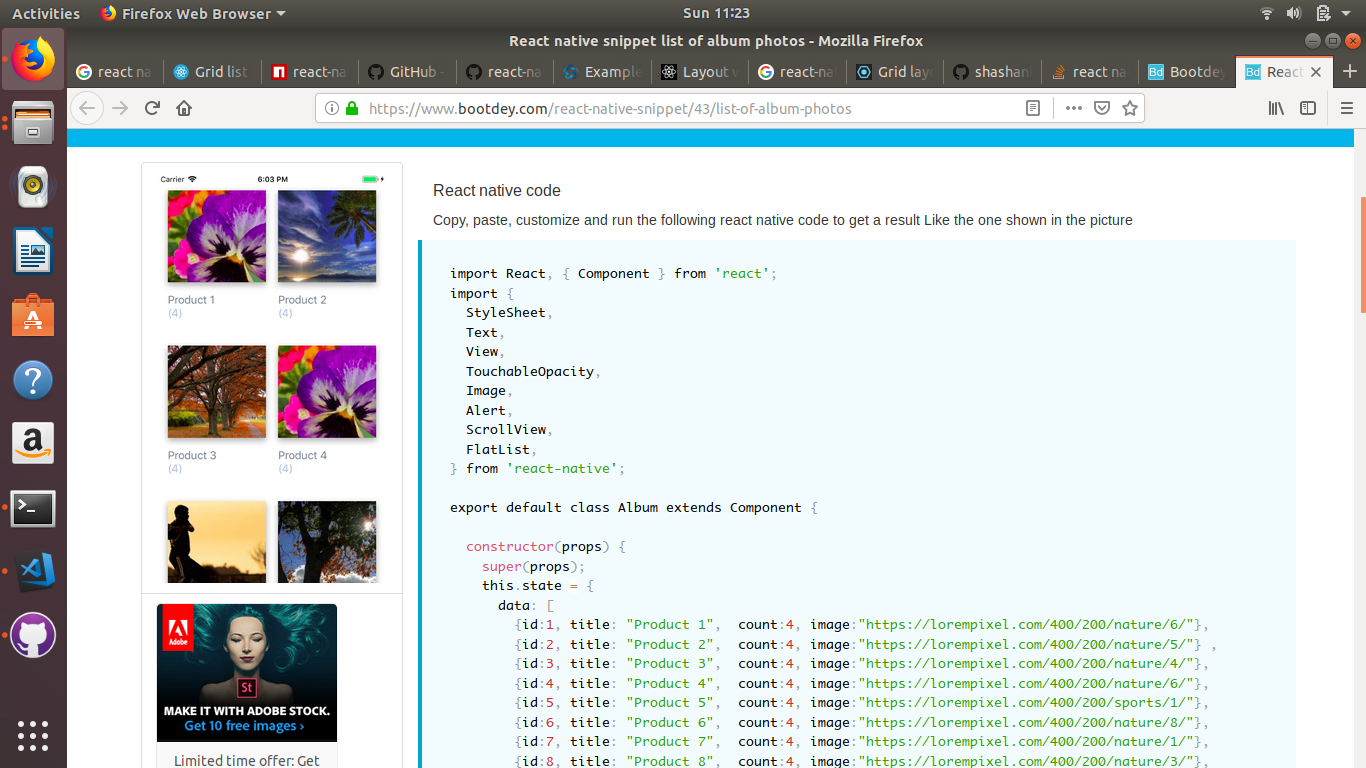 Activities Firefox Web Browser Sun 11:23
React native snippet list of album photos - Mozilla Firefox
react na Grid list react-na GitHub - react-na Example Layout w react-na Grid layo shashan react na Bootdey React
https://www.bootdey.com/react-native-snippet/43/list-of-album-photos
Carrier 6:03 PM
Product 1
(4)
Product 2
(4)
Product 3
(4)
Product 4
(4)
Adobe
St
MAKE IT WITH ADOBE STOCK.
Get 10 free images ›
Limited time offer: Get
React native code
Copy, paste, customize and run the following react native code to get a result Like the one shown in the picture
import React, { Component } from 'react';
import {
  StyleSheet,
  Text,
  View,
  TouchableOpacity,
  Image,
  Alert,
  ScrollView,
  FlatList,
} from 'react-native';
export default class Album extends Component {
  constructor(props) {
    super(props);
    this.state = {
      data: [
        {id:1, title: "Product 1",  count:4, image:"https://lorempixel.com/400/200/nature/6/"},
        {id:2, title: "Product 2",  count:4, image:"https://lorempixel.com/400/200/nature/5/"} ,
        {id:3, title: "Product 3",  count:4, image:"https://lorempixel.com/400/200/nature/4/"},
        {id:4, title: "Product 4",  count:4, image:"https://lorempixel.com/400/200/nature/6/"},
        {id:5, title: "Product 5",  count:4, image:"https://lorempixel.com/400/200/sports/1/"},
        {id:6, title: "Product 6",  count:4, image:"https://lorempixel.com/400/200/nature/8/"},
        {id:7, title: "Product 7",  count:4, image:"https://lorempixel.com/400/200/nature/1/"},
        {id:8, title: "Product 8",  count:4, image:"https://lorempixel.com/400/200/nature/3/"},